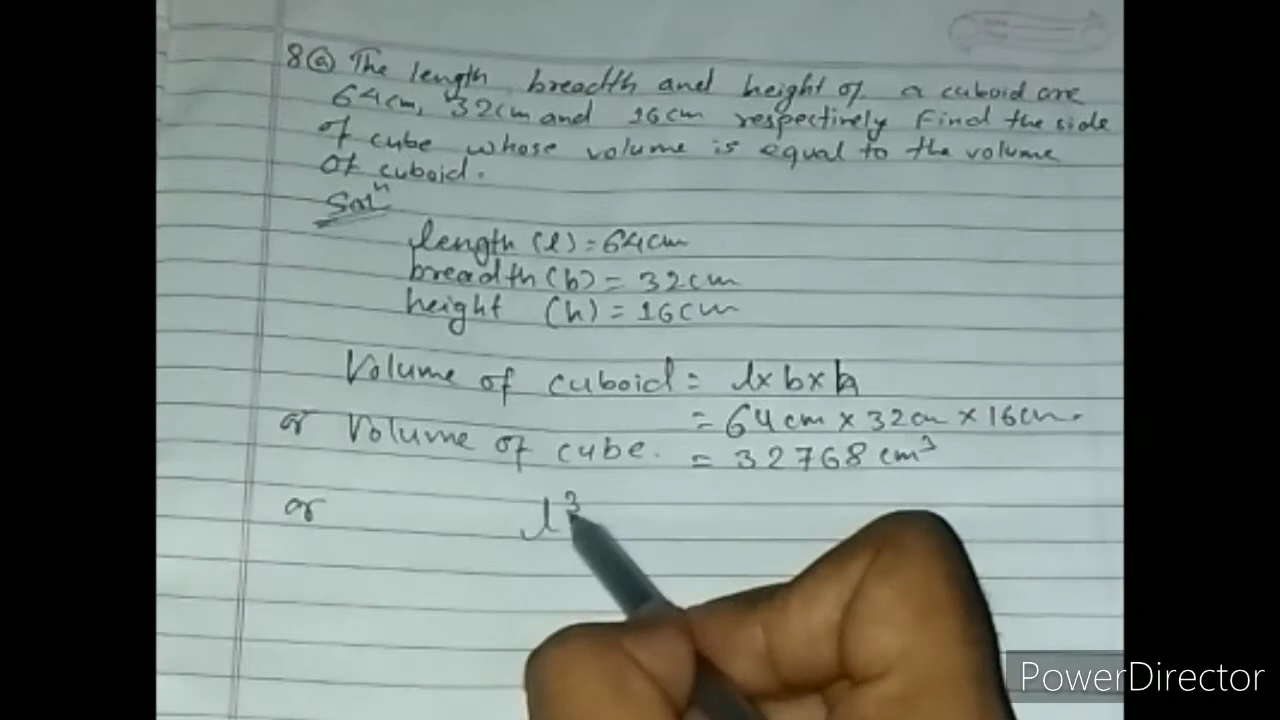 8(a) The length breadth and height of a cuboid are
64cm, 32cm and 16cm respectively Find the side
of cube whose volume is equal to the volume
of cuboid.
Solⁿ
length (l) = 64cm
breadth (b) = 32cm
height (h) = 16cm
Volume of cuboid = l×b×h
= 64cm × 32cm × 16cm.
or Volume of cube. = 32768 cm³
or l³
PowerDirector